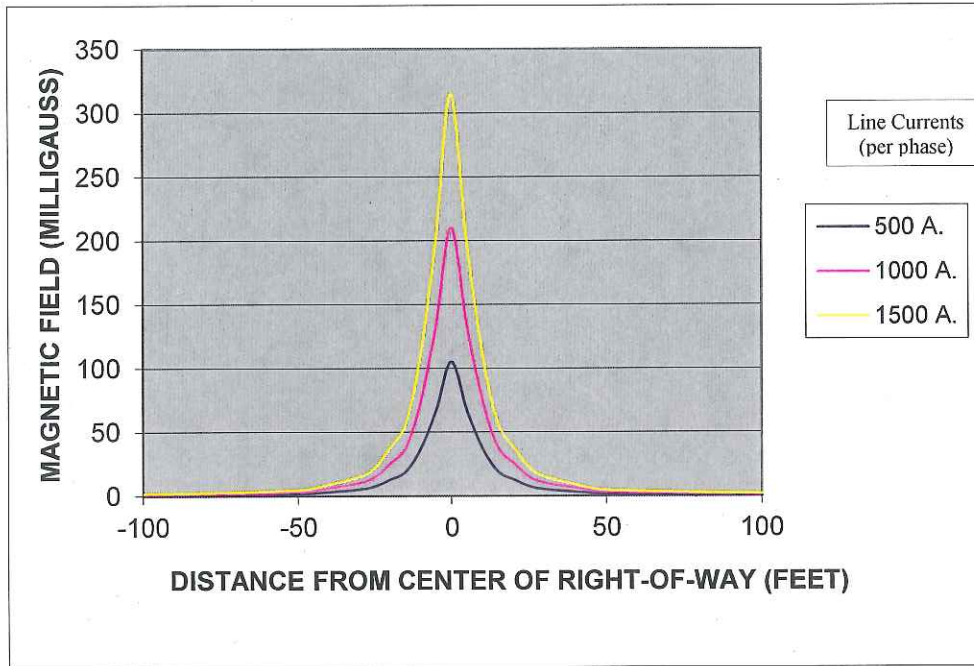 MAGNETIC FIELD (MILLIGAUSS)
350
300
250
200
150
100
50
0
-100
-50
0
50
100
DISTANCE FROM CENTER OF RIGHT-OF-WAY (FEET)
Line Currents
(per phase)
500 A.
1000 A.
1500 A.